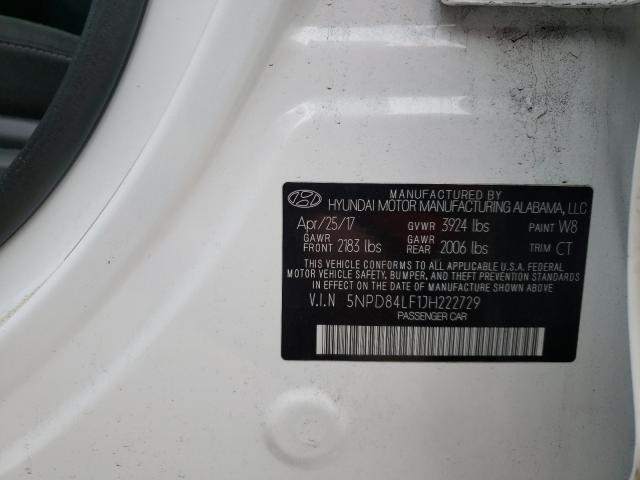 MANUFACTURED BY
HYUNDAI MOTOR MANUFACTURING ALABAMA, LLC
Apr/25/17 GVWR 3924 lbs PAINT W8
GAWR FRONT 2183 lbs GAWR REAR 2006 lbs TRIM CT
THIS VEHICLE CONFORMS TO ALL APPLICABLE U.S.A. FEDERAL
MOTOR VEHICLE SAFETY, BUMPER, AND THEFT PREVENTION STANDARDS
IN EFFECT ON THE DATE OF MANUFACTURE SHOWN ABOVE.
V.I.N 5NPD84LF1JH222729
PASSENGER CAR